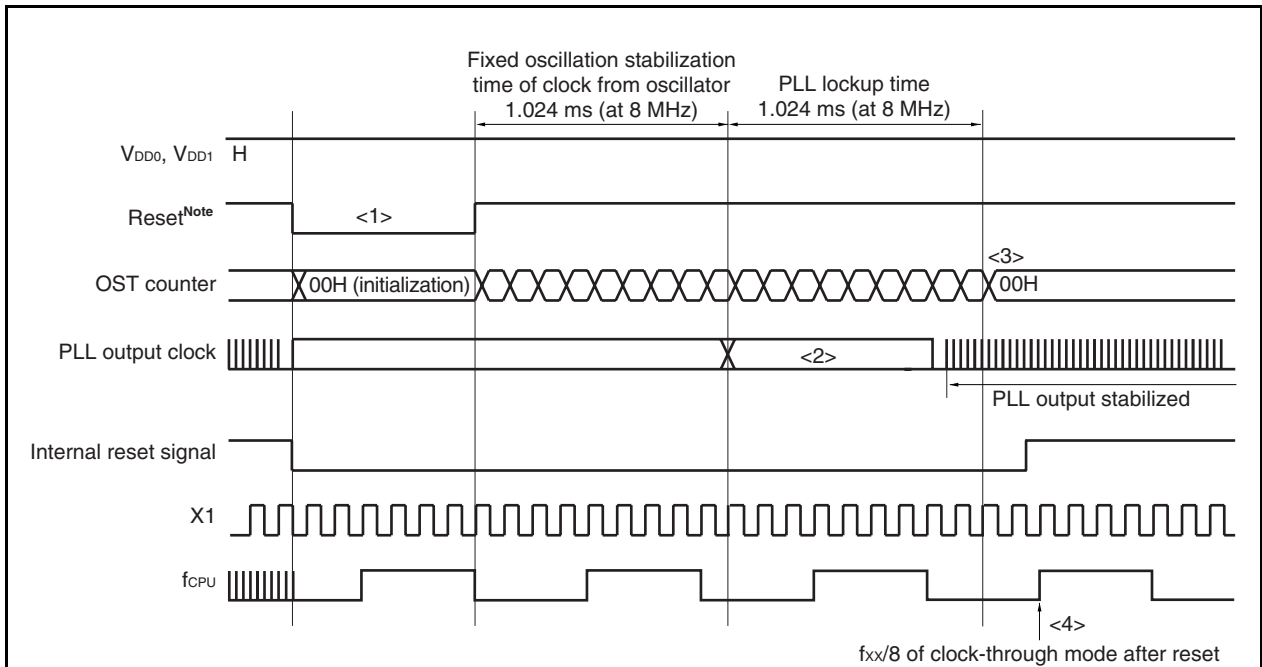 Fixed oscillation stabilization
time of clock from oscillator
1.024 ms (at 8 MHz)
PLL lockup time
1.024 ms (at 8 MHz)
VDD0, VDD1 H
ResetNote
<1>
OST counter
00H (initialization)
<3>
00H
PLL output clock
<2>
PLL output stabilized
Internal reset signal
X1
fCPU
<4>
fxx/8 of clock-through mode after reset